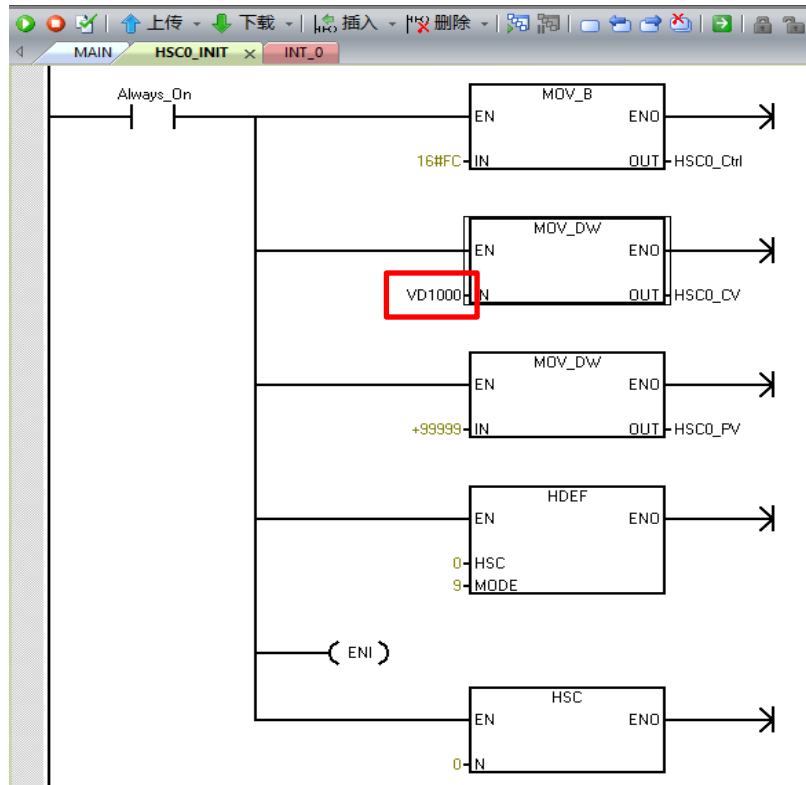 上传 下载 插入 删除
MAIN HSC0_INIT × INT_0
Always_On
MOV_B
EN ENO
16#FC IN OUT HSC0_Ctrl
MOV_DW
EN ENO
VD1000 IN OUT HSC0_CV
MOV_DW
EN ENO
+99999 IN OUT HSC0_PV
HDEF
EN ENO
0 HSC
9 MODE
ENI
HSC
EN ENO
0 N